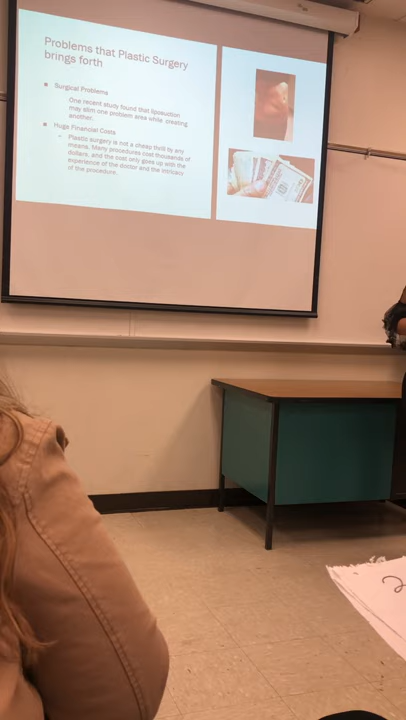 Problems that Plastic Surgery
brings forth
Surgical Problems
One recent study found that liposuction
may slim one problem area while creating
another.
Huge Financial Costs
– Plastic surgery is not a cheap thrill by any
means. Many procedures cost thousands of
dollars, and the cost only goes up with the
experience of the doctor and the intricacy
of the procedure.
2